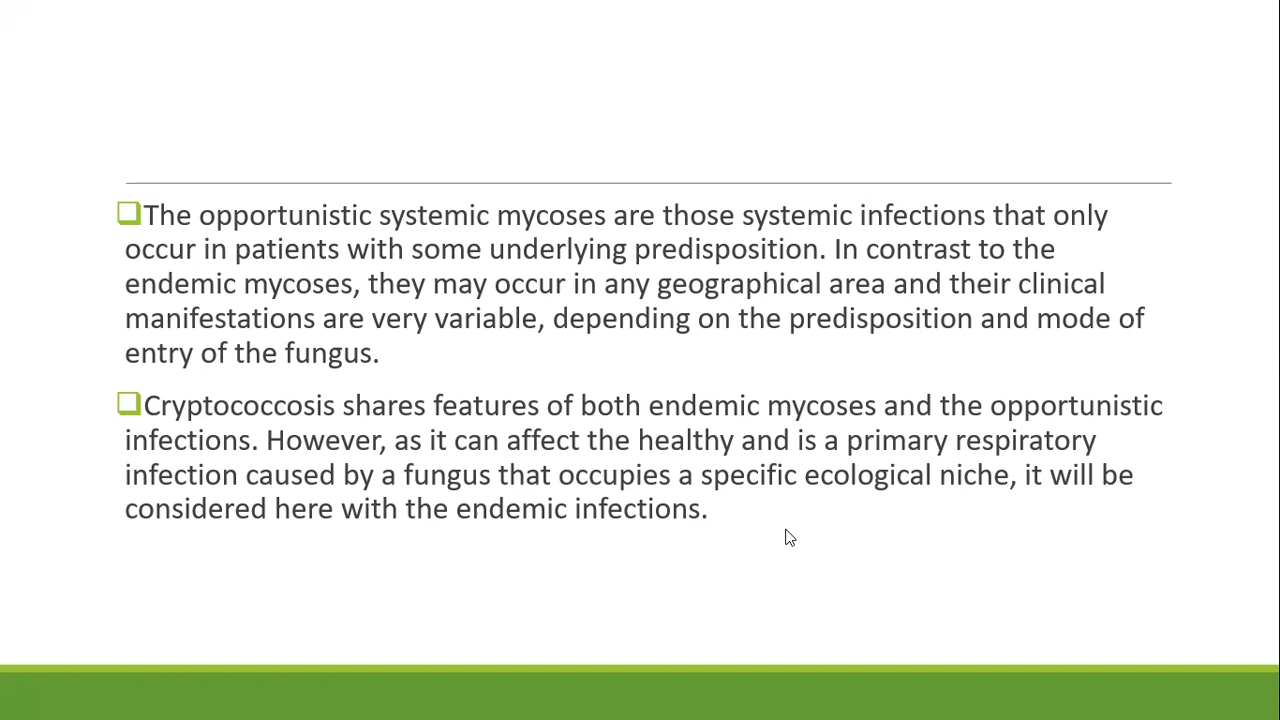 The opportunistic systemic mycoses are those systemic infections that only
occur in patients with some underlying predisposition. In contrast to the
endemic mycoses, they may occur in any geographical area and their clinical
manifestations are very variable, depending on the predisposition and mode of
entry of the fungus.
Cryptococcosis shares features of both endemic mycoses and the opportunistic
infections. However, as it can affect the healthy and is a primary respiratory
infection caused by a fungus that occupies a specific ecological niche, it will be
considered here with the endemic infections.